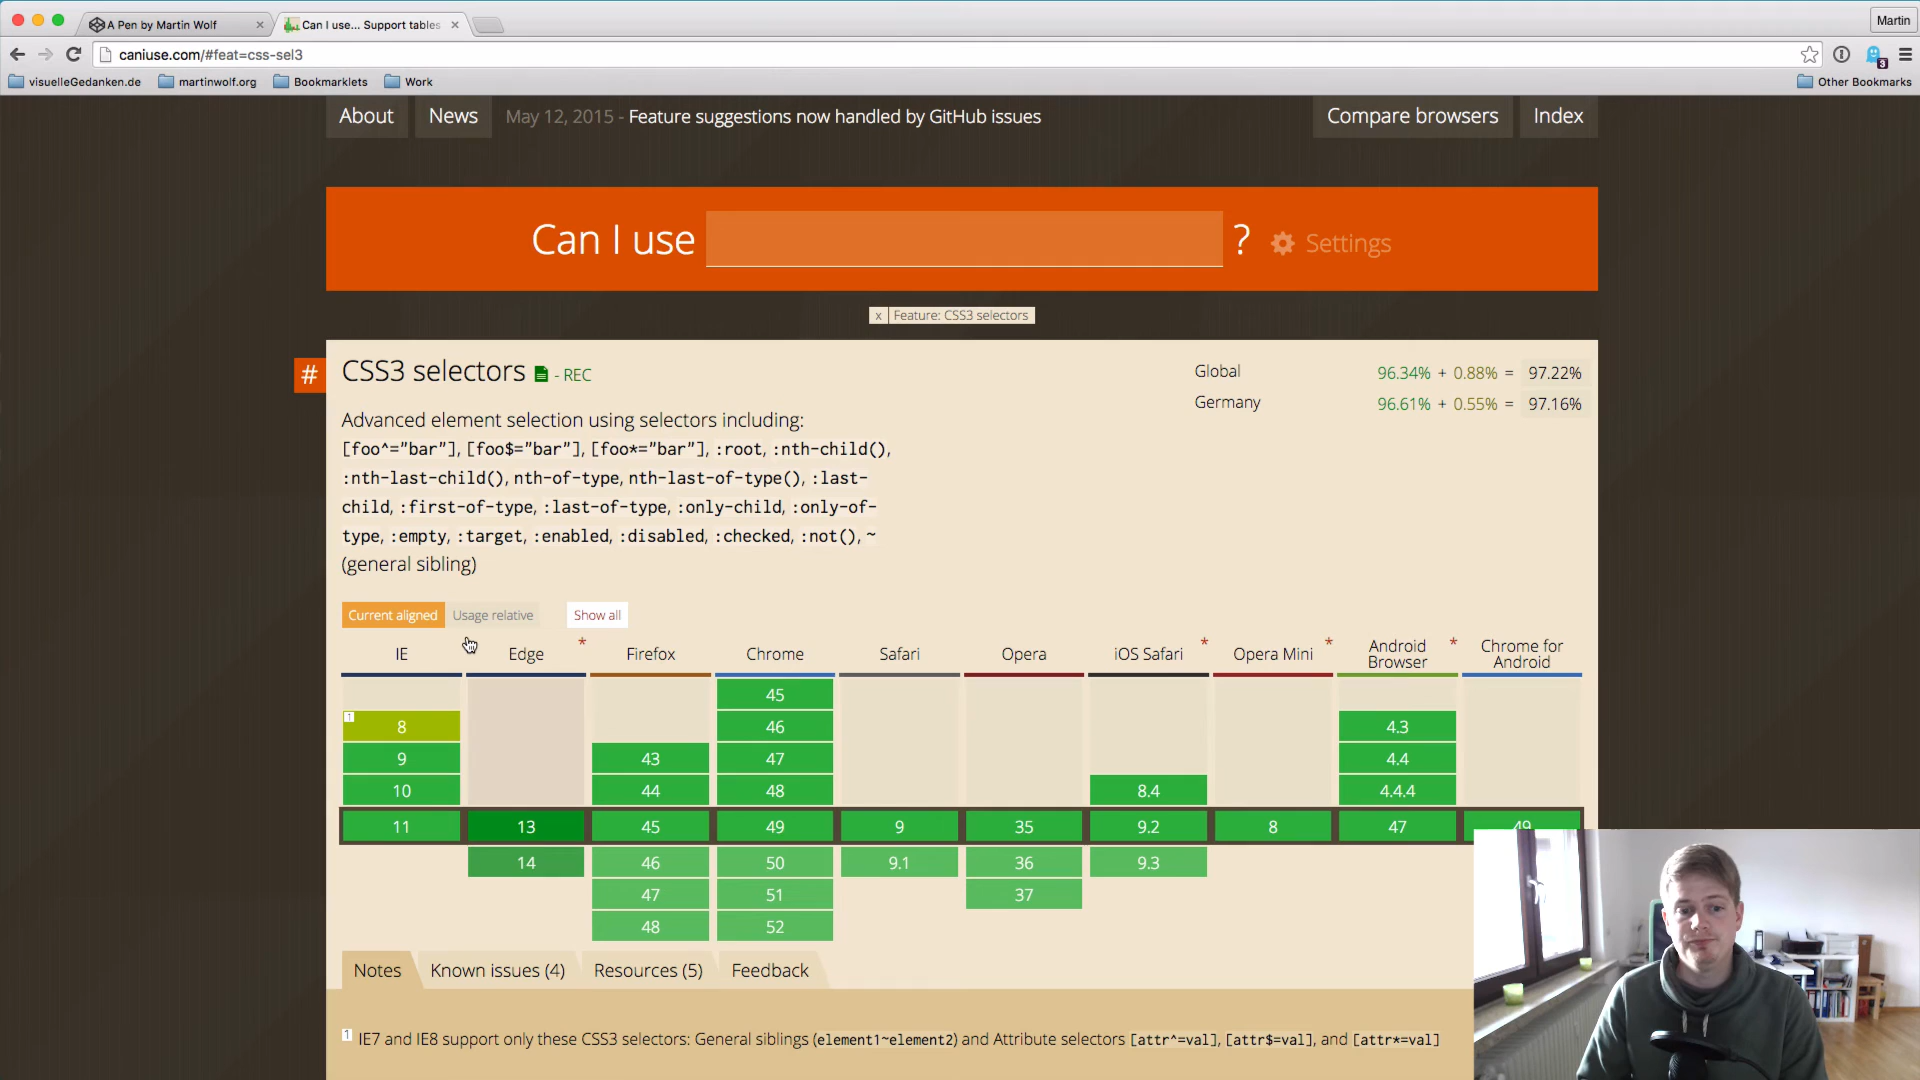 A Pen by Martin Wolf
Can I use... Support tables
Martin
caniuse.com/#feat=css-sel3
3
visuelleGedanken.de martinwolf.org Bookmarklets Work Other Bookmarks
About News May 12, 2015 - Feature suggestions now handled by GitHub issues Compare browsers Index
Can I use ? Settings
x Feature: CSS3 selectors
# CSS3 selectors - REC
Global 96.34% + 0.88% = 97.22%
Germany 96.61% + 0.55% = 97.16%
Advanced element selection using selectors including:
[foo^="bar"], [foo$="bar"], [foo*="bar"], :root, :nth-child(),
:nth-last-child(), nth-of-type, nth-last-of-type(), :last-
child, :first-of-type, :last-of-type, :only-child, :only-of-
type, :empty, :target, :enabled, :disabled, :checked, :not(), ~
(general sibling)
Current aligned Usage relative Show all
IE Edge * Firefox Chrome Safari Opera iOS Safari * Opera Mini * Android Browser * Chrome for Android
45
1 8 46 4.3
9 43 47 4.4
10 44 48 8.4 4.4.4
11 13 45 49 9 35 9.2 8 47 49
14 46 50 9.1 36 9.3
47 51 37
48 52
Notes Known issues (4) Resources (5) Feedback
1 IE7 and IE8 support only these CSS3 selectors: General siblings (element1~element2) and Attribute selectors [attr^=val], [attr$=val], and [attr*=val]